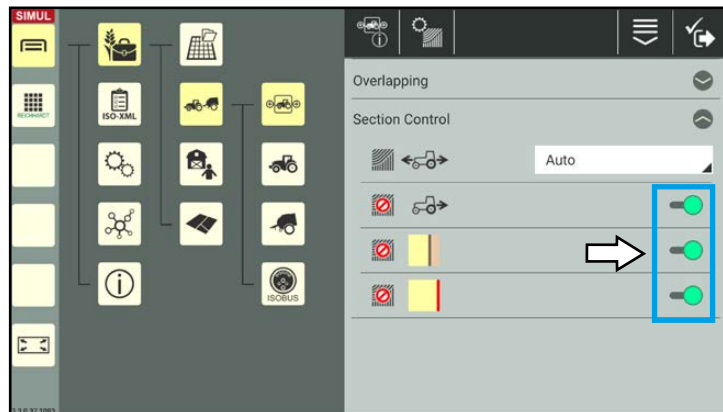 SIMUL
REICHHARDT
ISO-XML
ISOBUS
Overlapping
Section Control
Auto